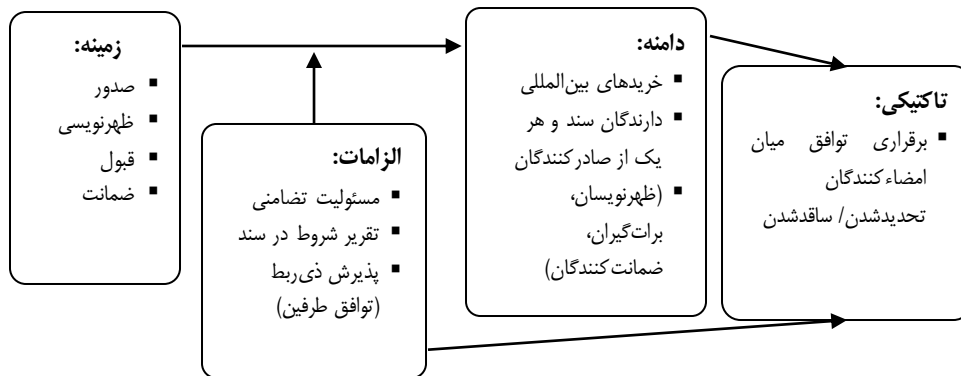 زمینه:
▪ صدور
▪ ظهرنویسی
▪ قبول
▪ ضمانت
الزامات:
▪ مسئولیت تضامنی
▪ تقریر شروط در سند
▪ پذیرش ذی‌ربط
(توافق طرفین)
دامنه:
▪ خریدهای بین‌المللی
▪ دارندگان سند و هر
یک از صادرکنندگان
▪ (ظهرنویسان،
برات‌گیران،
ضمانت‌کنندگان)
تاکتیکی:
▪ برقراری توافق میان
امضاءکنندگان
تحدیدشدن/ ساقدشدن